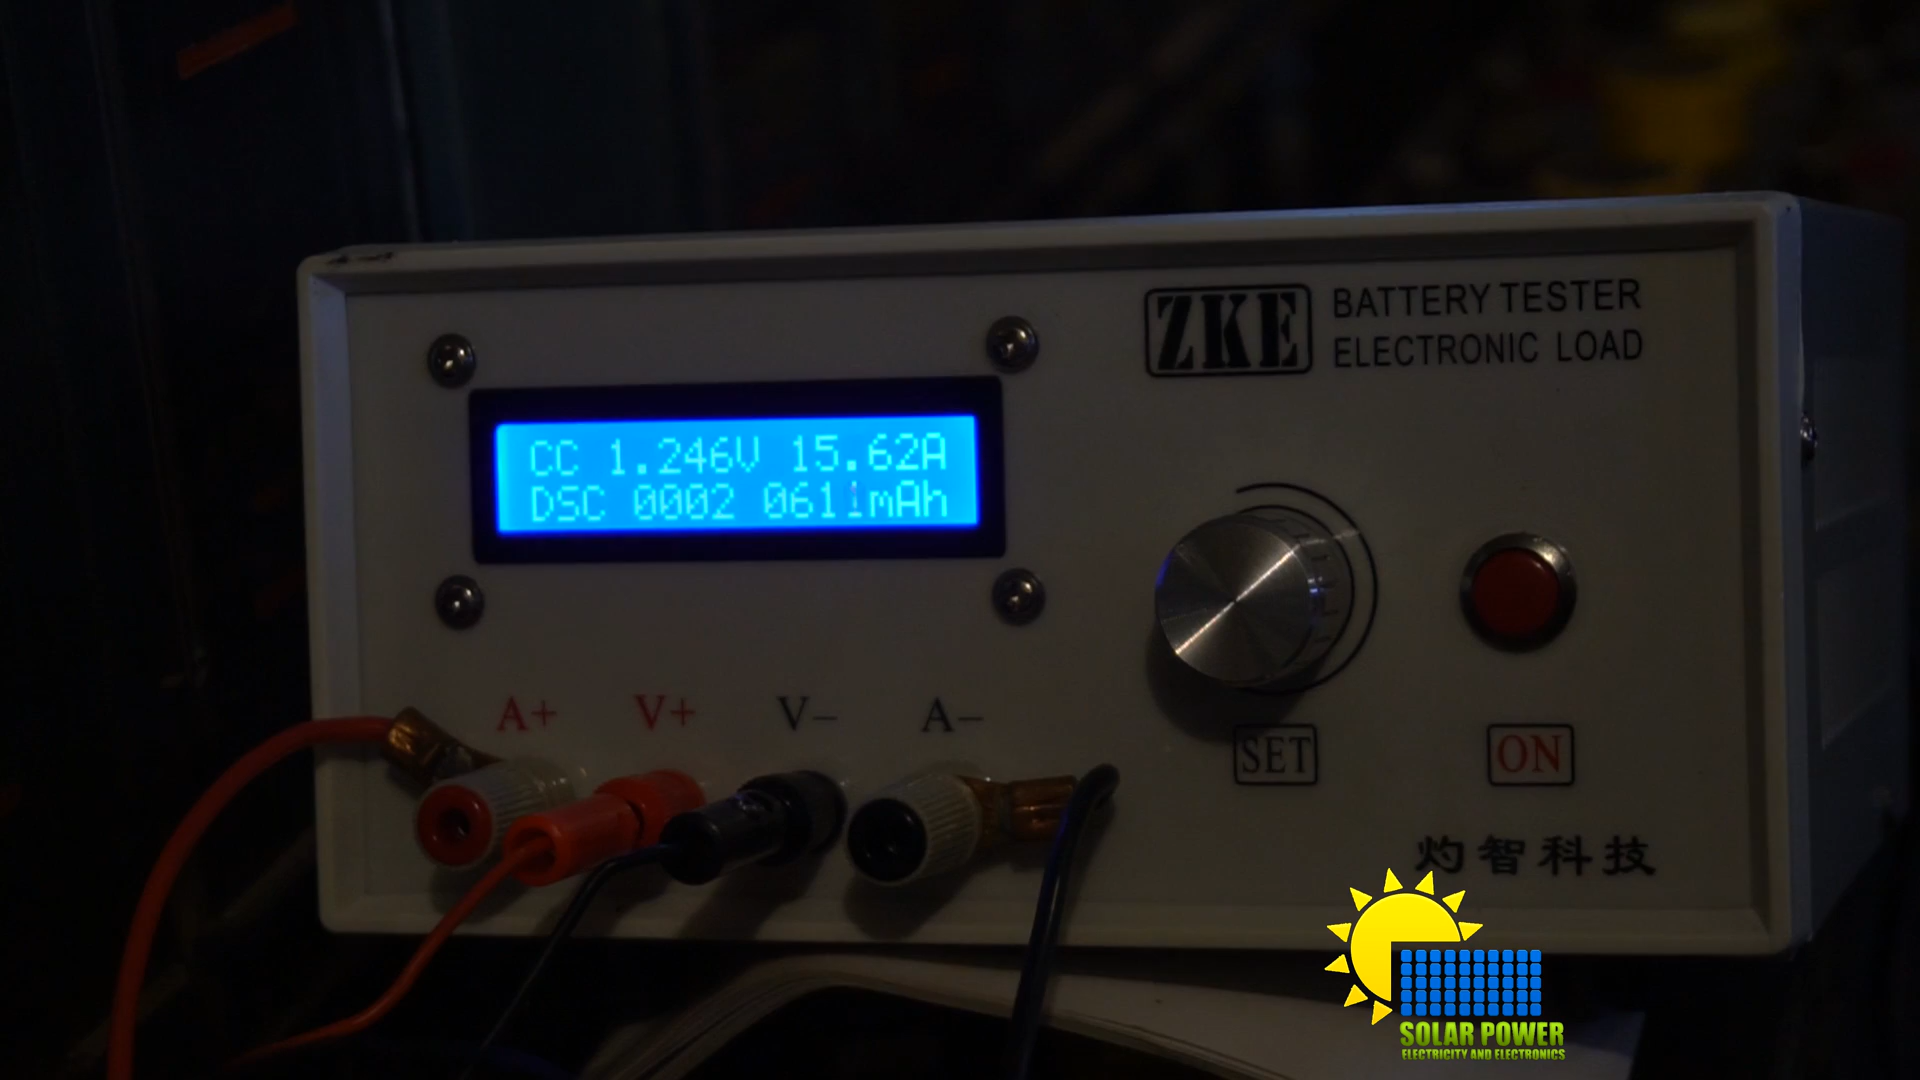 ZKE
BATTERY TESTER
ELECTRONIC LOAD
CC 1.246V 15.62A
DSC 0002 0611mAh
A+ V+ V– A–
SET
ON
灼智科技
SOLAR POWER
ELECTRICITY AND ELECTRONICS